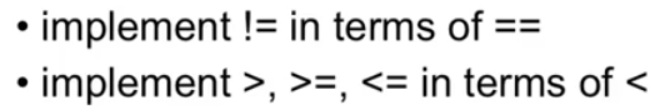 • implement != in terms of ==
• implement >, >=, <= in terms of <